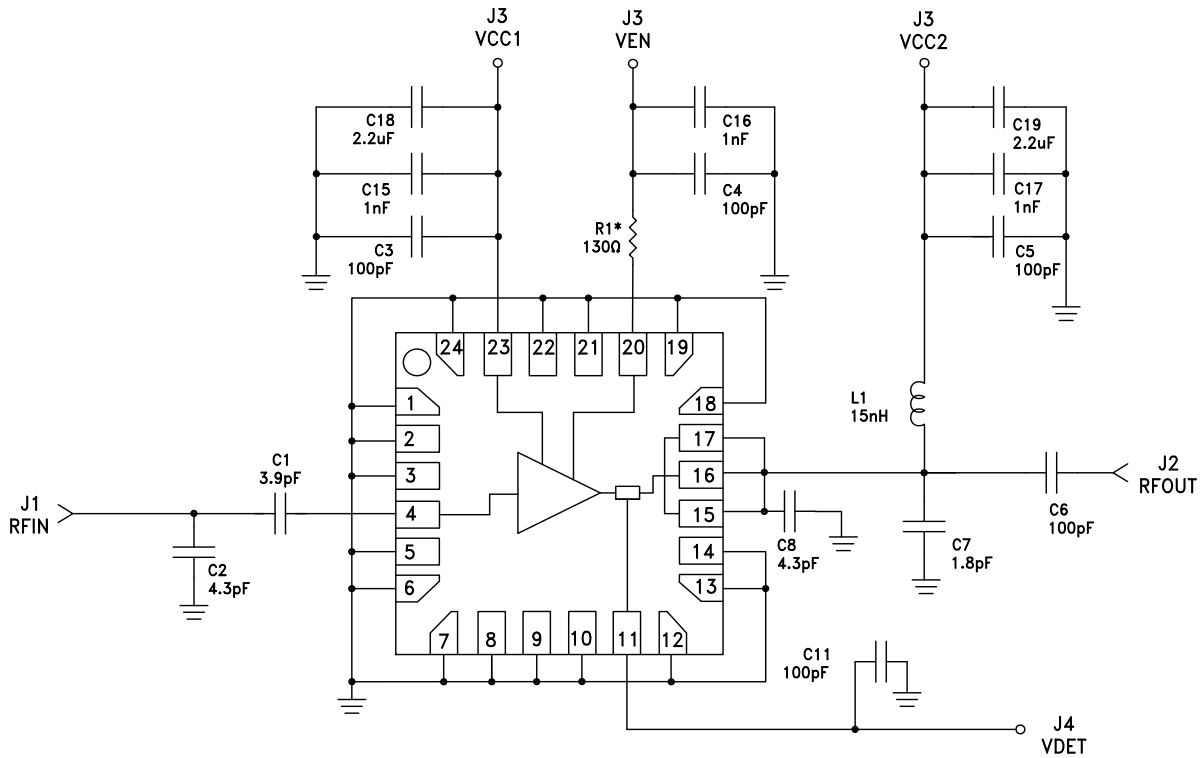 J3
VCC1
J3
VEN
J3
VCC2
C18
2.2uF
C15
1nF
C3
100pF
C16
1nF
C4
100pF
R1*
130Ω
C19
2.2uF
C17
1nF
C5
100pF
24
23
22
21
20
19
1
2
3
4
5
6
18
17
16
15
14
13
7
8
9
10
11
12
L1
15nH
C1
3.9pF
J1
RFIN
C2
4.3pF
C8
4.3pF
C7
1.8pF
C6
100pF
J2
RFOUT
C11
100pF
J4
VDET